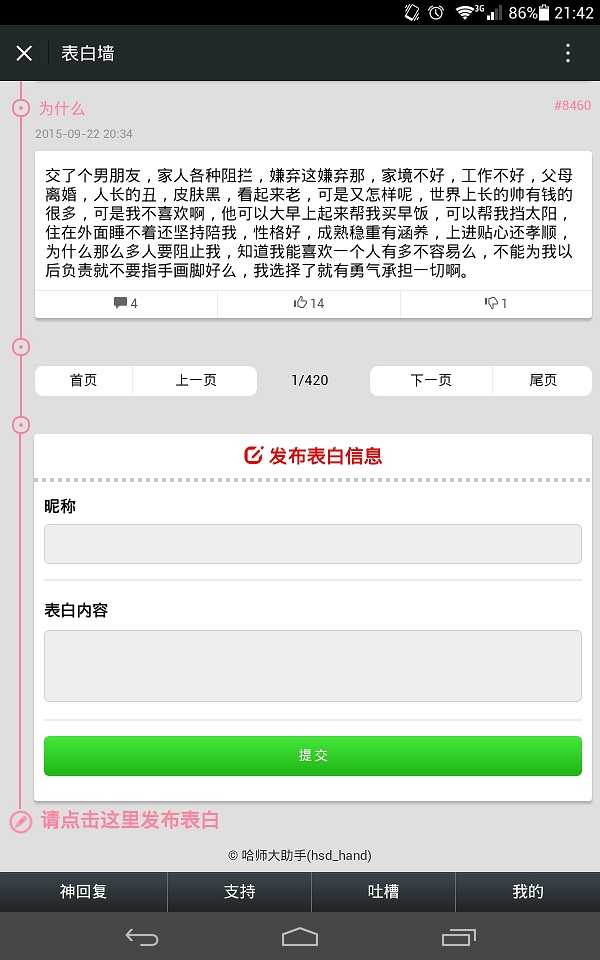 3G 86% 21:42
表白墙
为什么 #8460
2015-09-22 20:34
交了个男朋友，家人各种阻拦，嫌弃这嫌弃那，家境不好，工作不好，父母
离婚，人长的丑，皮肤黑，看起来老，可是又怎样呢，世界上长的帅有钱的
很多，可是我不喜欢啊，他可以大早上起来帮我买早饭，可以帮我挡太阳，
住在外面睡不着还坚持陪我，性格好，成熟稳重有涵养，上进贴心还孝顺，
为什么那么多人要阻止我，知道我能喜欢一个人有多不容易么，不能为我以
后负责就不要指手画脚好么，我选择了就有勇气承担一切啊。
4 14 1
首页 上一页 1/420 下一页 尾页
发布表白信息
昵称
表白内容
提交
请点击这里发布表白
© 哈师大助手(hsd_hand)
神回复 支持 吐槽 我的